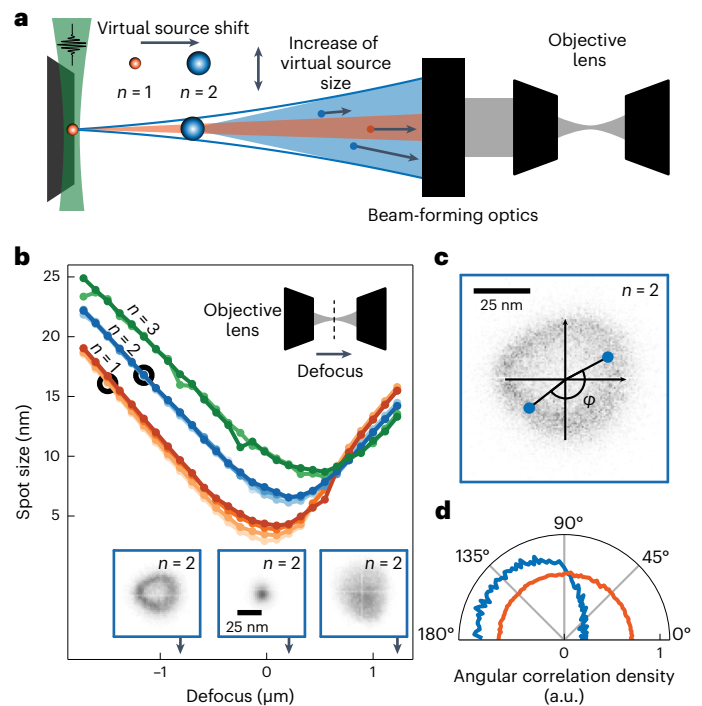 a
Virtual source shift
n = 1
n = 2
Increase of
virtual source
size
Objective
lens
Beam-forming optics
b
25
20
15
10
5
Spot size (nm)
n = 3
n = 2
n = 1
Objective
lens
Defocus
n = 2
n = 2
25 nm
n = 2
–1
0
1
Defocus (µm)
c
25 nm
n = 2
φ
d
90°
135°
45°
180°
0°
0
1
Angular correlation density
(a.u.)